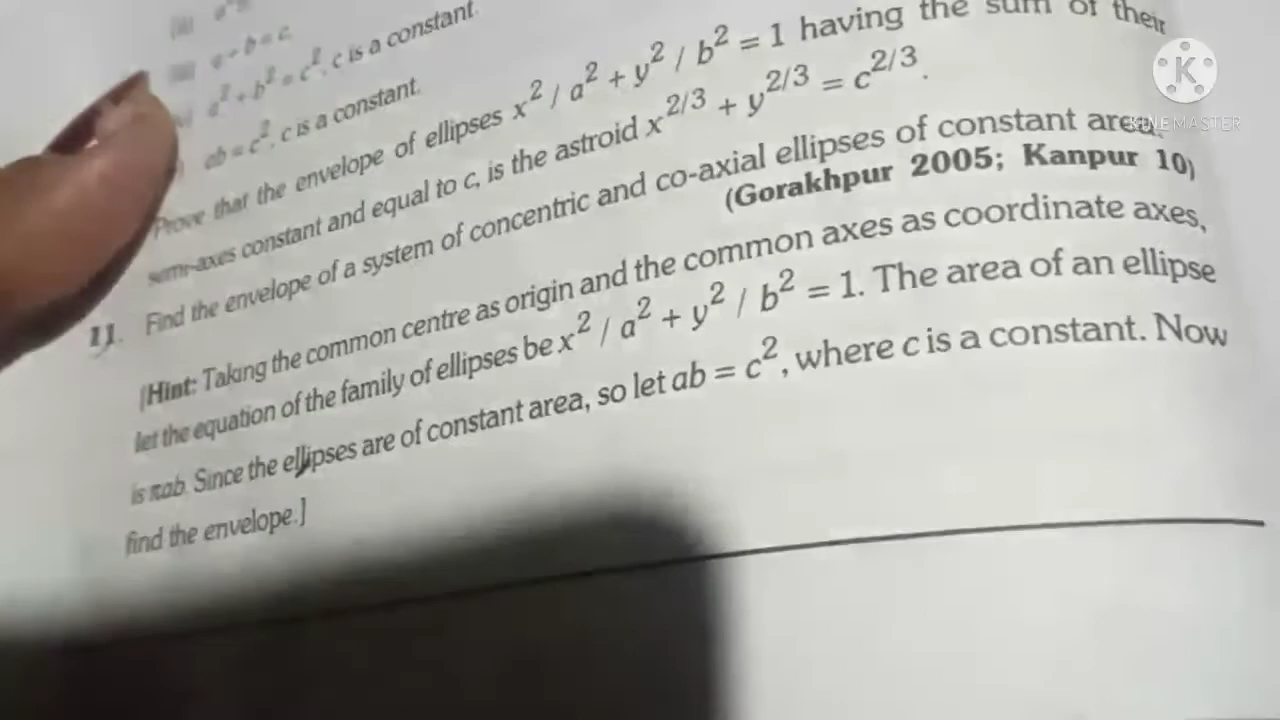 a + b = c.
a² + b² = c², c is a constant.
ab = c², c is a constant.
Prove that the envelope of ellipses x² / a² + y² / b² = 1 having the sum of their
semi-axes constant and equal to c, is the astroid x^{2/3} + y^{2/3} = c^{2/3}.
11. Find the envelope of a system of concentric and co-axial ellipses of constant area.
(Gorakhpur 2005; Kanpur 10)
[Hint: Taking the common centre as origin and the common axes as coordinate axes,
let the equation of the family of ellipses be x² / a² + y² / b² = 1. The area of an ellipse
is πab. Since the ellipses are of constant area, so let ab = c², where c is a constant. Now
find the envelope.]
K
KINEMASTER